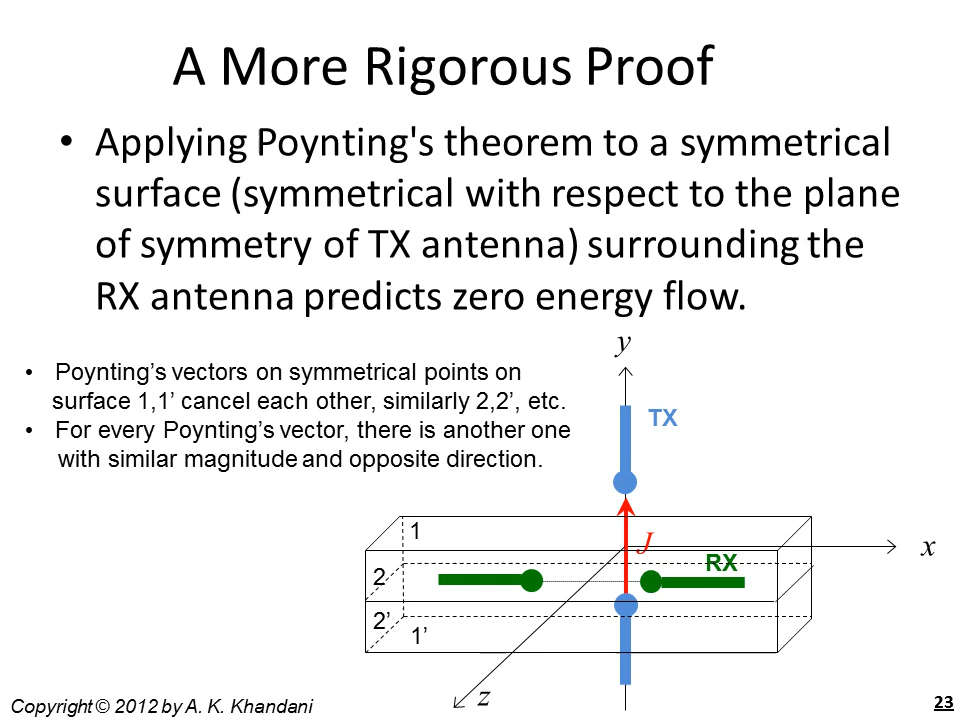 A More Rigorous Proof
• Applying Poynting's theorem to a symmetrical
surface (symmetrical with respect to the plane
of symmetry of TX antenna) surrounding the
RX antenna predicts zero energy flow.
• Poynting’s vectors on symmetrical points on
surface 1,1’ cancel each other, similarly 2,2’, etc.
• For every Poynting’s vector, there is another one
with similar magnitude and opposite direction.
y
TX
1
J
x
RX
2
2’
1’
z
Copyright © 2012 by A. K. Khandani
23